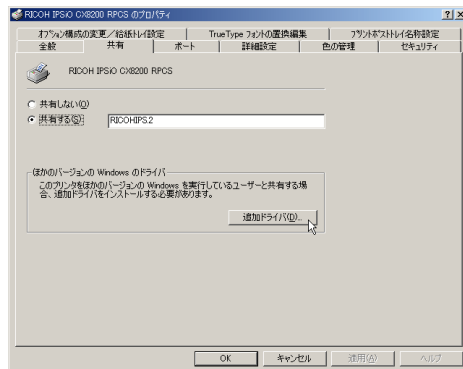 RICOH IPSiO CX8200 RPCS のプロパティ
オプション構成の変更/給紙トレイ設定 TrueType フォントの置換編集 プリントポストトレイ名称設定
全般 共有 ポート 詳細設定 色の管理 セキュリティ
RICOH IPSiO CX8200 RPCS
共有しない(O)
共有する(S): RICOHIPS.2
ほかのバージョンの Windows のドライバ
このプリンタをほかのバージョンの Windows を実行しているユーザーと共有する場
合、追加ドライバをインストールする必要があります。
追加ドライバ(D)...
OK キャンセル 適用(A) ヘルプ